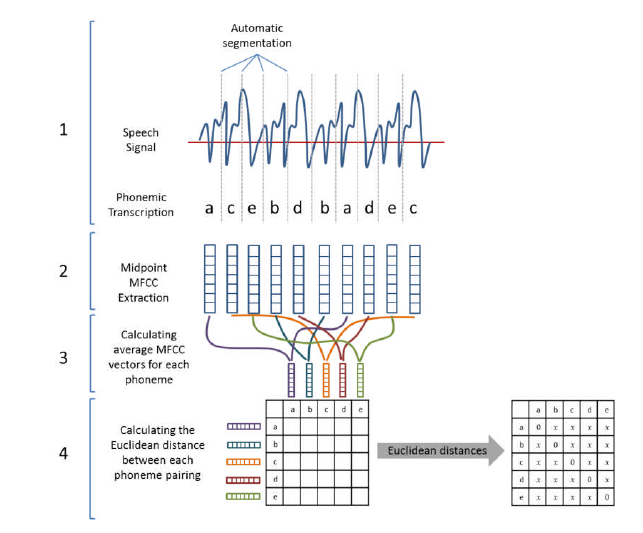 Automatic
segmentation
1
Speech
Signal
Phonemic
Transcription
a c e b d b a d e c
2
Midpoint
MFCC
Extraction
3
Calculating
average MFCC
vectors for each
phoneme
4
Calculating the
Euclidean distance
between each
phoneme pairing
a b c d e
a
b
c
d
e
Euclidean distances
a b c d e
a 0 x x x x
b x 0 x x x
c x x 0 x x
d x x x 0 x
e x x x x 0